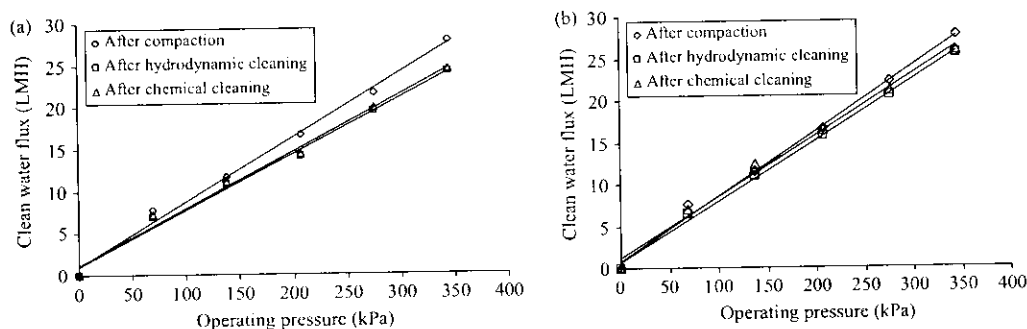 (a)
30
25
20
15
10
5
0
Clean water flux (LMH)
After compaction
After hydrodynamic cleaning
After chemical cleaning
0 50 100 150 200 250 300 350 400
Operating pressure (kPa)
(b)
30
25
20
15
10
5
0
Clean water flux (LMH)
After compaction
After hydrodynamic cleaning
After chemical cleaning
0 50 100 150 200 250 300 350 400
Operating pressure (kPa)